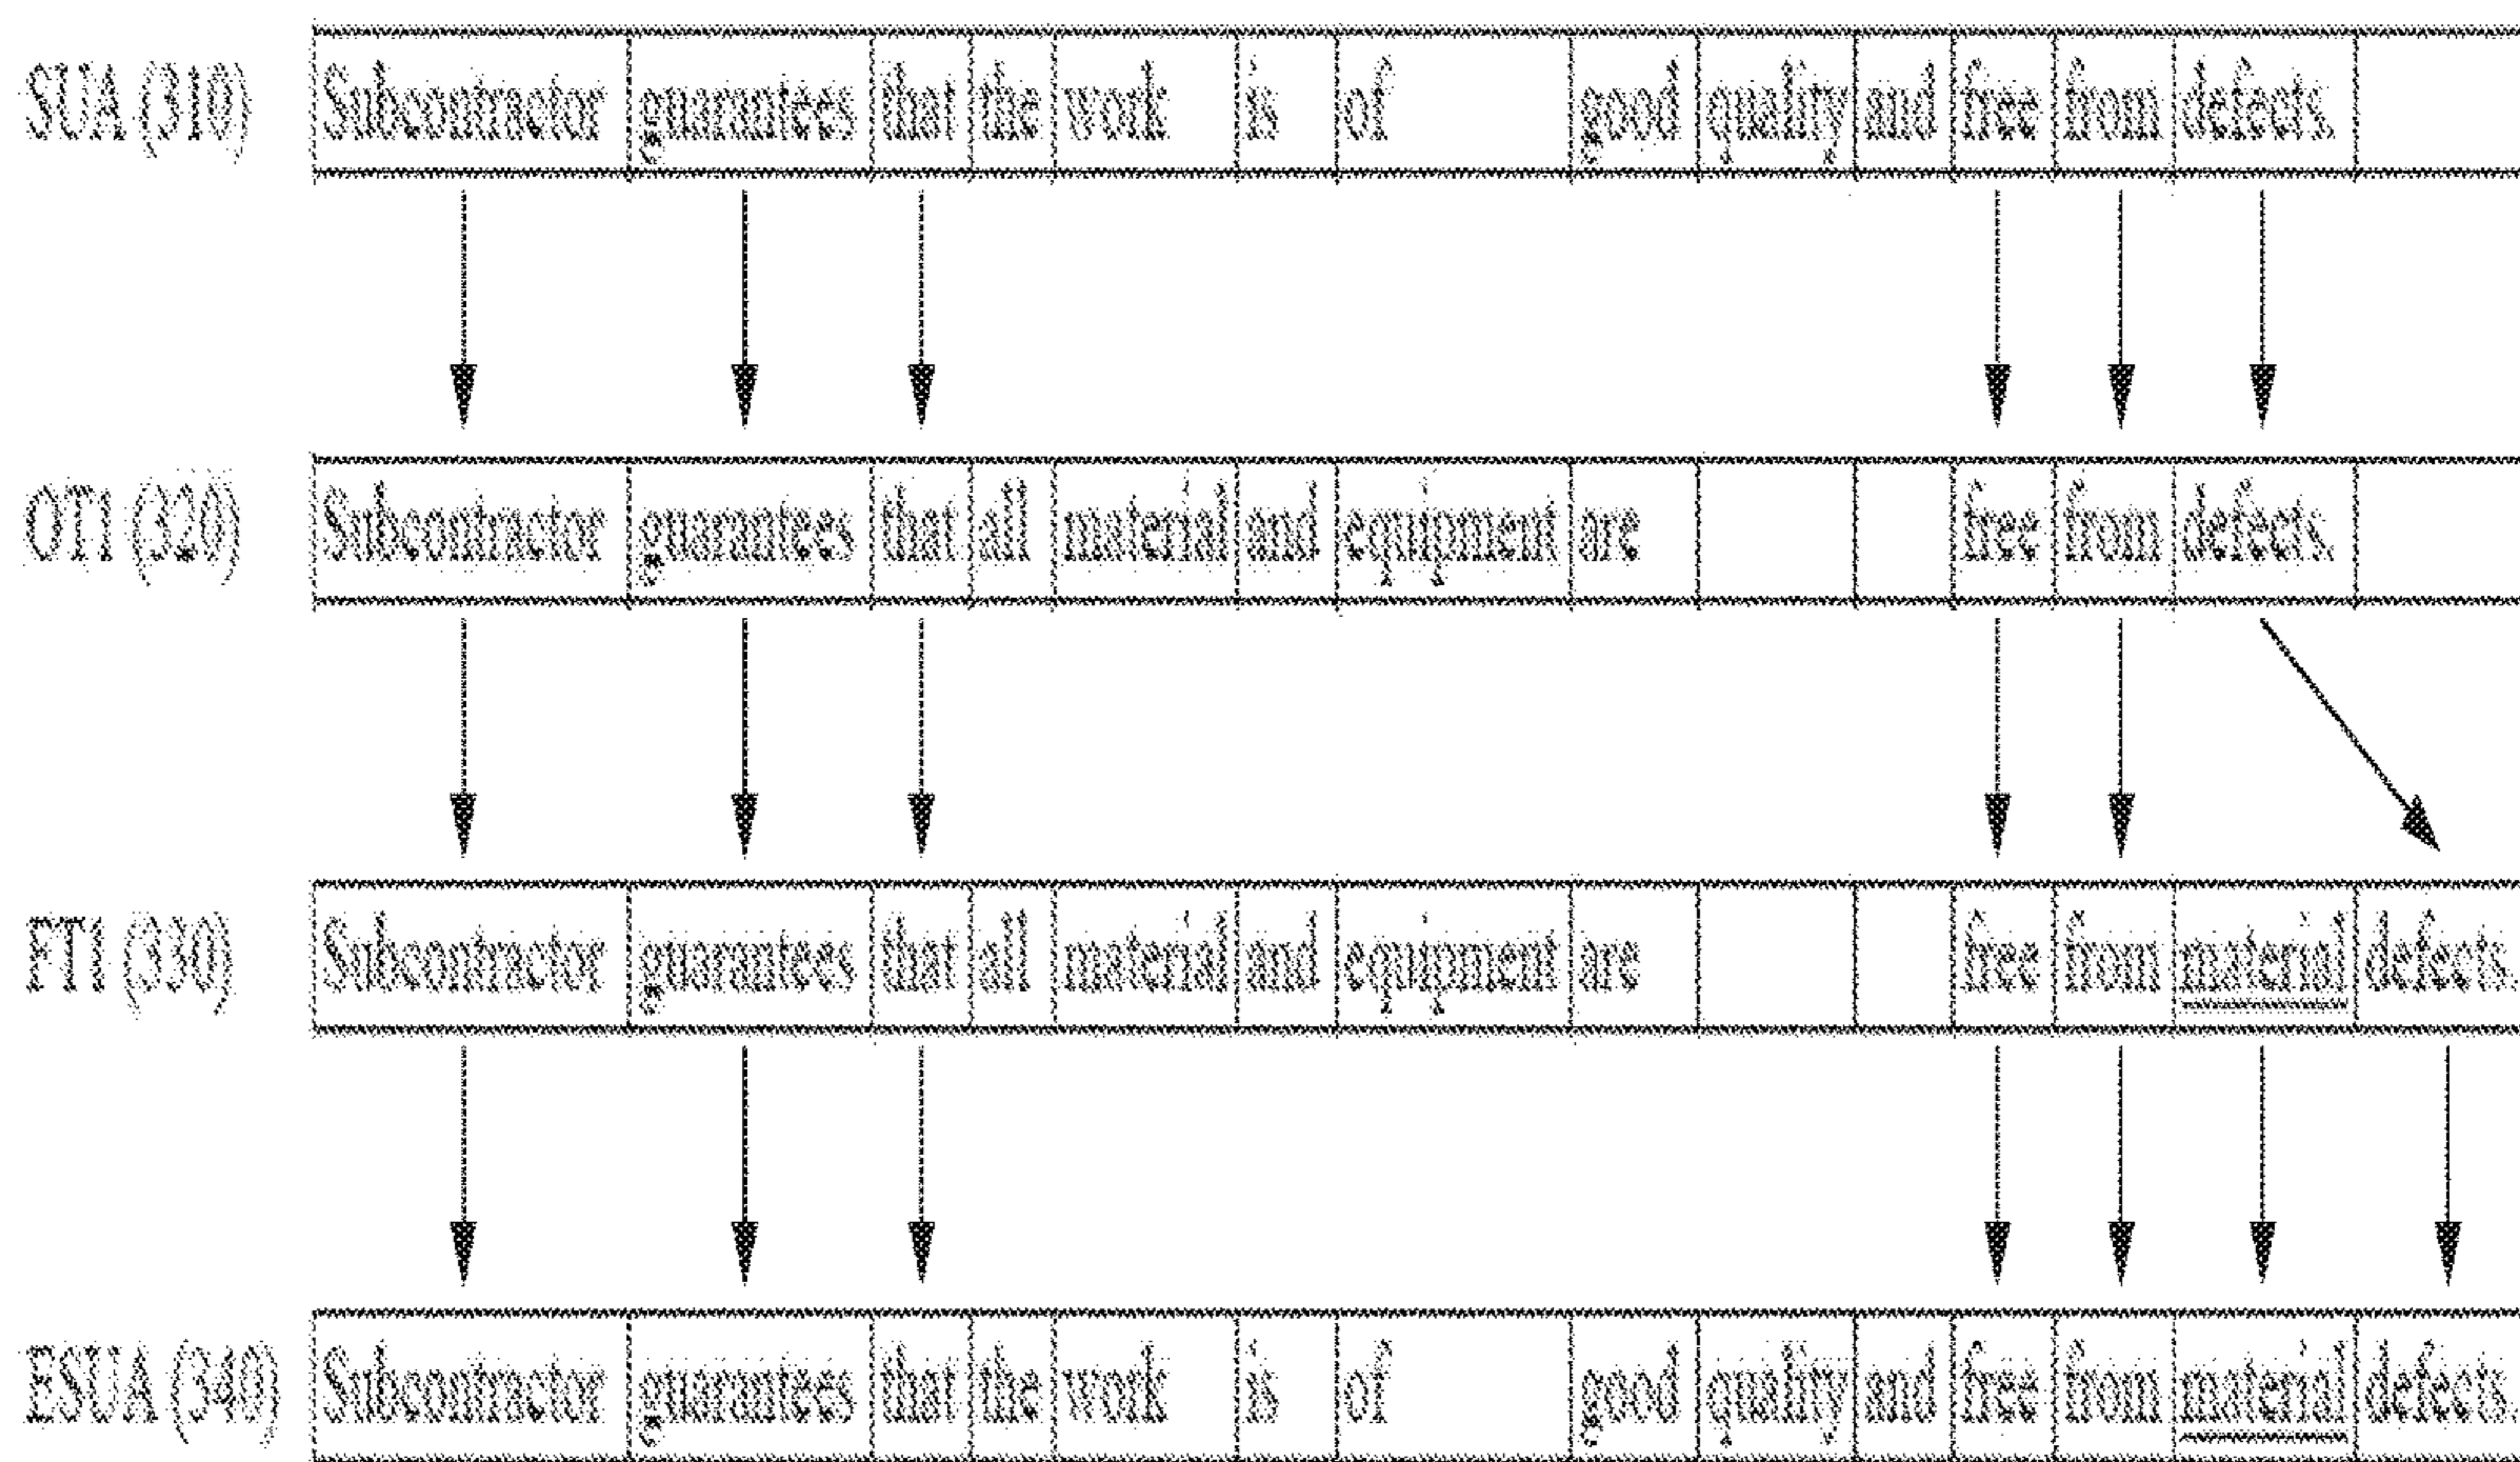 SUA (310) Subcontractor guarantees that the work is of good quality and free from defects.
OT1 (320) Subcontractor guarantees that all material and equipment are free from defects.
FT1 (330) Subcontractor guarantees that all material and equipment are free from material defects.
ESUA (340) Subcontractor guarantees that the work is of good quality and free from material defects.